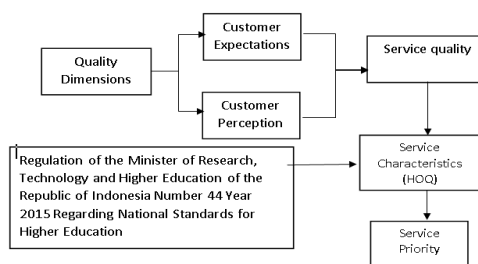 Customer
Expectations
Service quality
Quality
Dimensions
Customer
Perception
Regulation of the Minister of Research,
Technology and Higher Education of the
Republic of Indonesia Number 44 Year
2015 Regarding National Standards for
Higher Education
Service
Characteristics
(HOQ)
Service
Priority